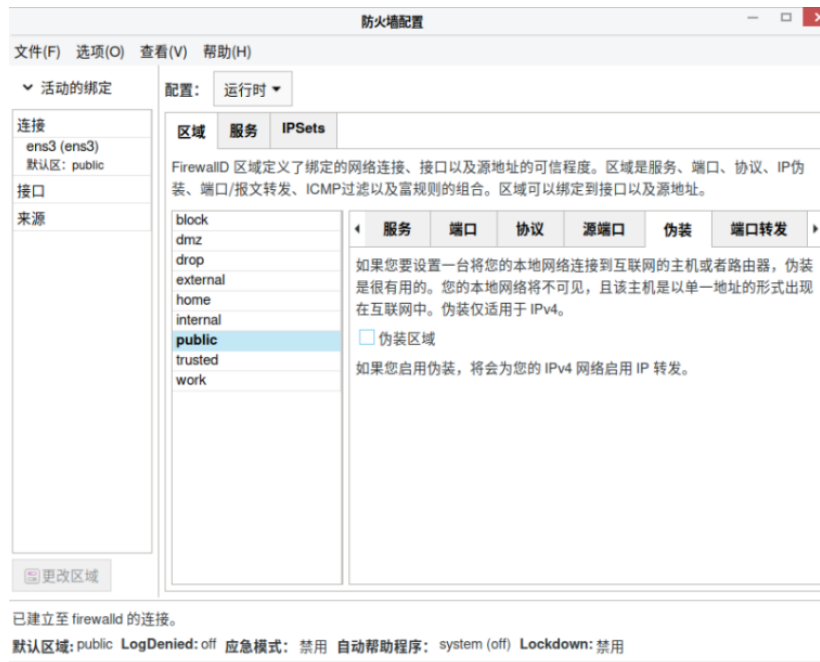 防火墙配置
文件(F) 选项(O) 查看(V) 帮助(H)
活动的绑定
连接
ens3 (ens3)
默认区: public
接口
来源
更改区域
配置： 运行时
区域 服务 IPSets
FirewallD 区域定义了绑定的网络连接、接口以及源地址的可信程度。区域是服务、端口、协议、IP伪
装、端口/报文转发、ICMP过滤以及富规则的组合。区域可以绑定到接口以及源地址。
block
dmz
drop
external
home
internal
public
trusted
work
服务 端口 协议 源端口 伪装 端口转发
如果您要设置一台将您的本地网络连接到互联网的主机或者路由器，伪装
是很有用的。您的本地网络将不可见，且该主机是以单一地址的形式出现
在互联网中。伪装仅适用于 IPv4。
伪装区域
如果您启用伪装，将会为您的 IPv4 网络启用 IP 转发。
已建立至 firewalld 的连接。
默认区域: public LogDenied: off 应急模式： 禁用 自动帮助程序： system (off) Lockdown: 禁用